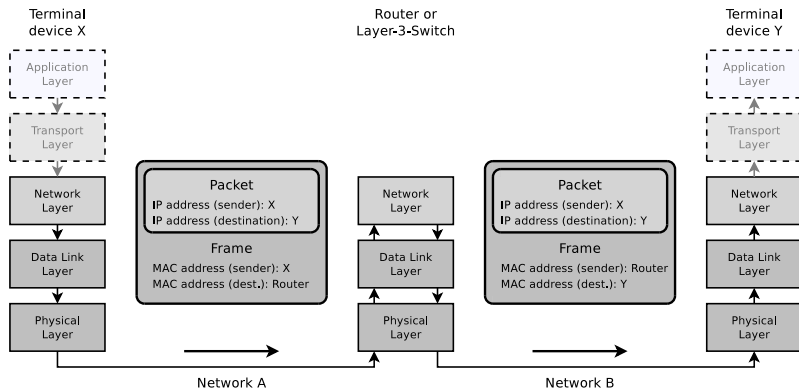 Terminal
device X
Router or
Layer-3-Switch
Terminal
device Y
Application
Layer
Transport
Layer
Network
Layer
Data Link
Layer
Physical
Layer
Packet
IP address (sender): X
IP address (destination): Y
Frame
MAC address (sender): X
MAC address (dest.): Router
Network
Layer
Data Link
Layer
Physical
Layer
Packet
IP address (sender): X
IP address (destination): Y
Frame
MAC address (sender): Router
MAC address (dest.): Y
Application
Layer
Transport
Layer
Network
Layer
Data Link
Layer
Physical
Layer
Network A
Network B